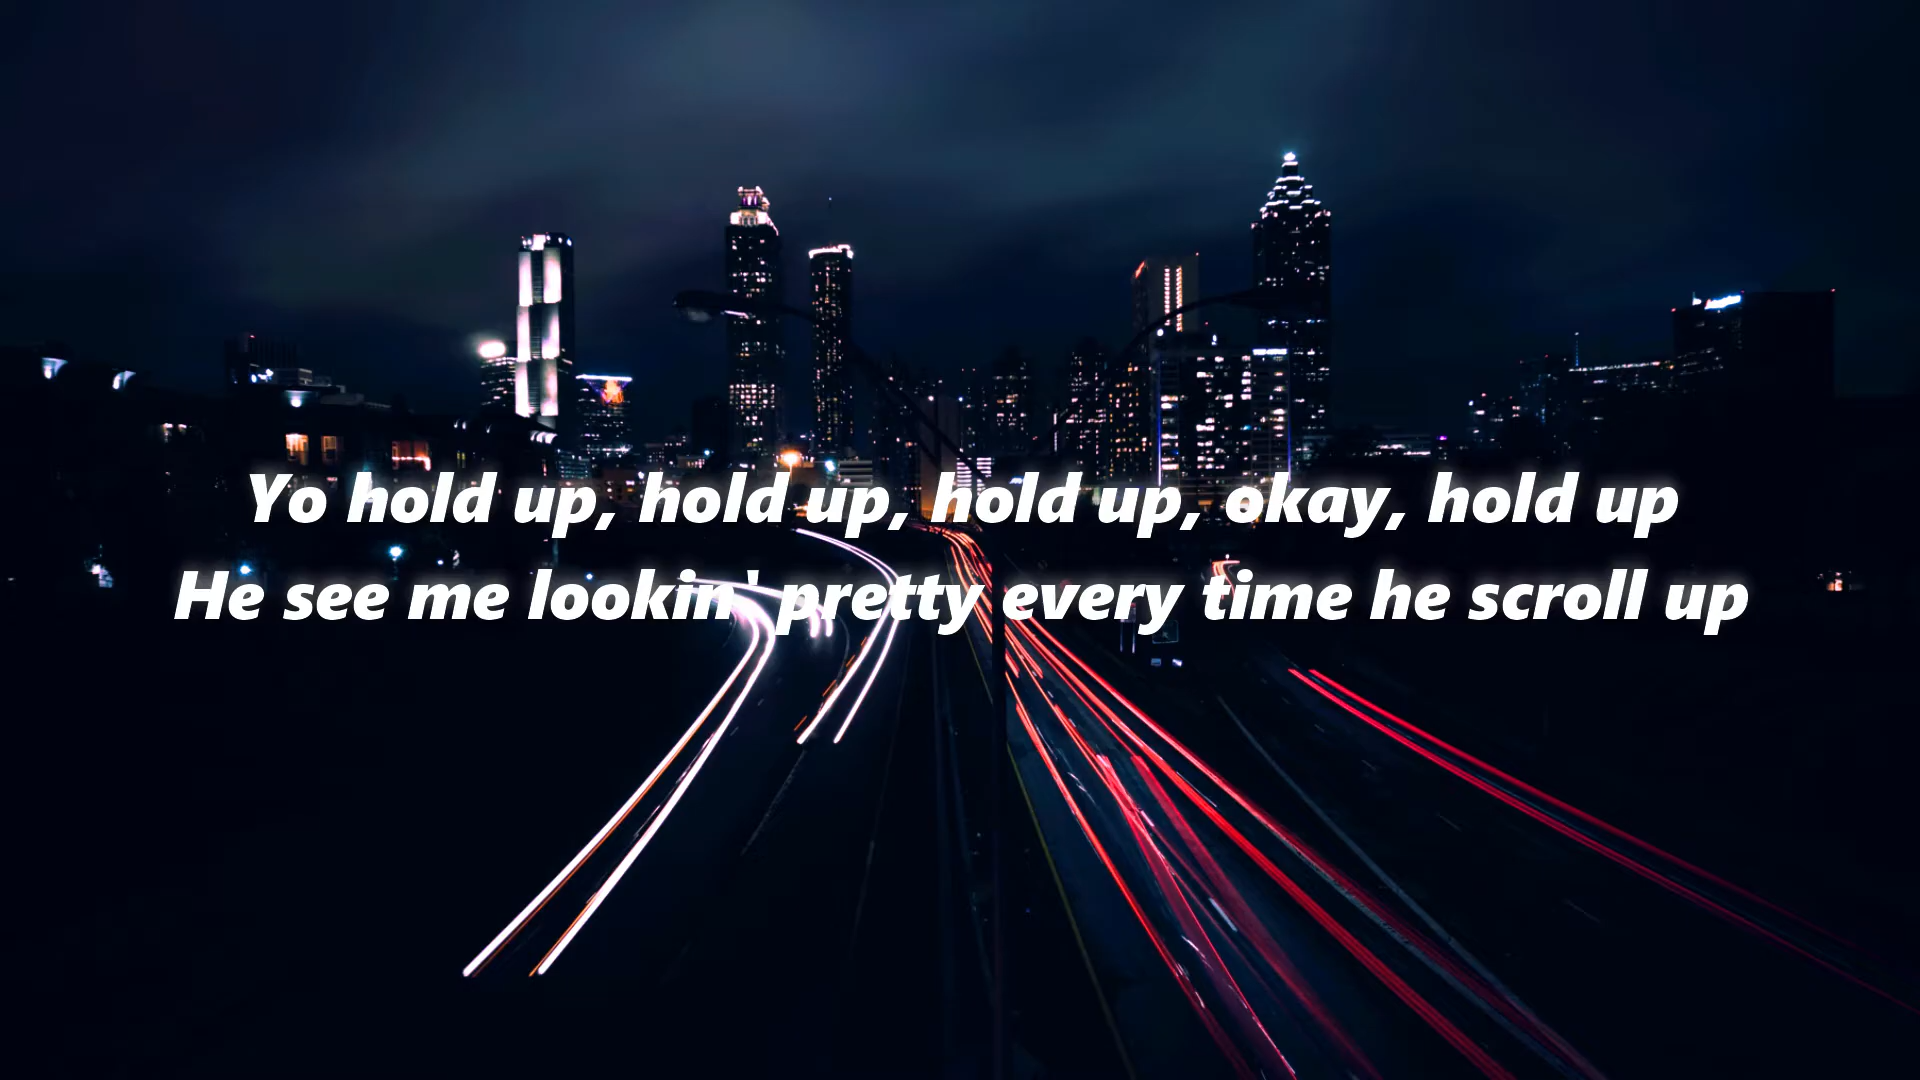 Yo hold up, hold up, hold up, okay, hold up
He see me lookin' pretty every time he scroll up